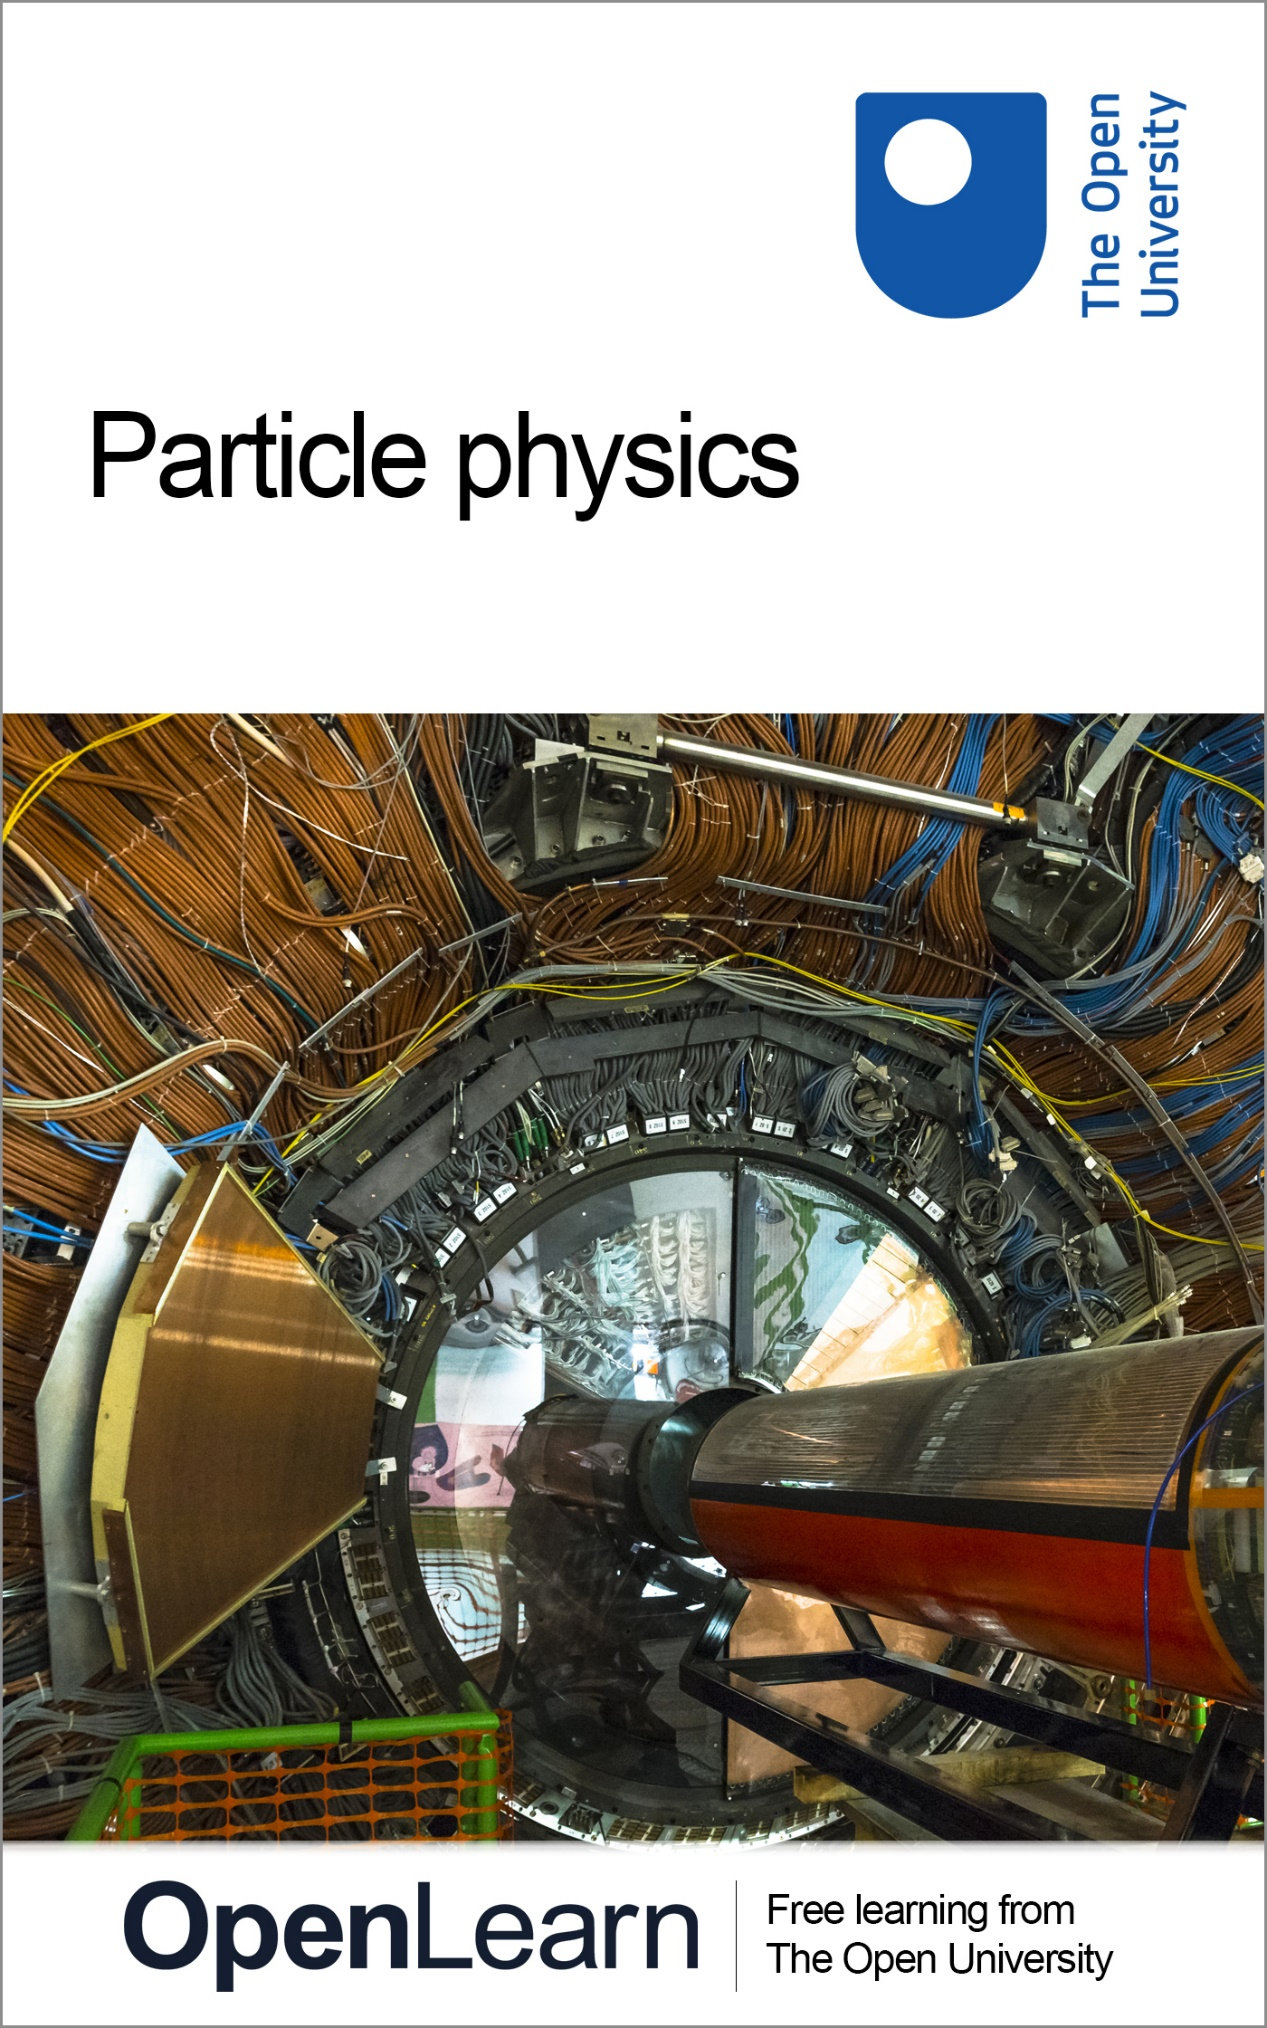 The Open
University
Particle physics
OpenLearn
Free learning from
The Open University